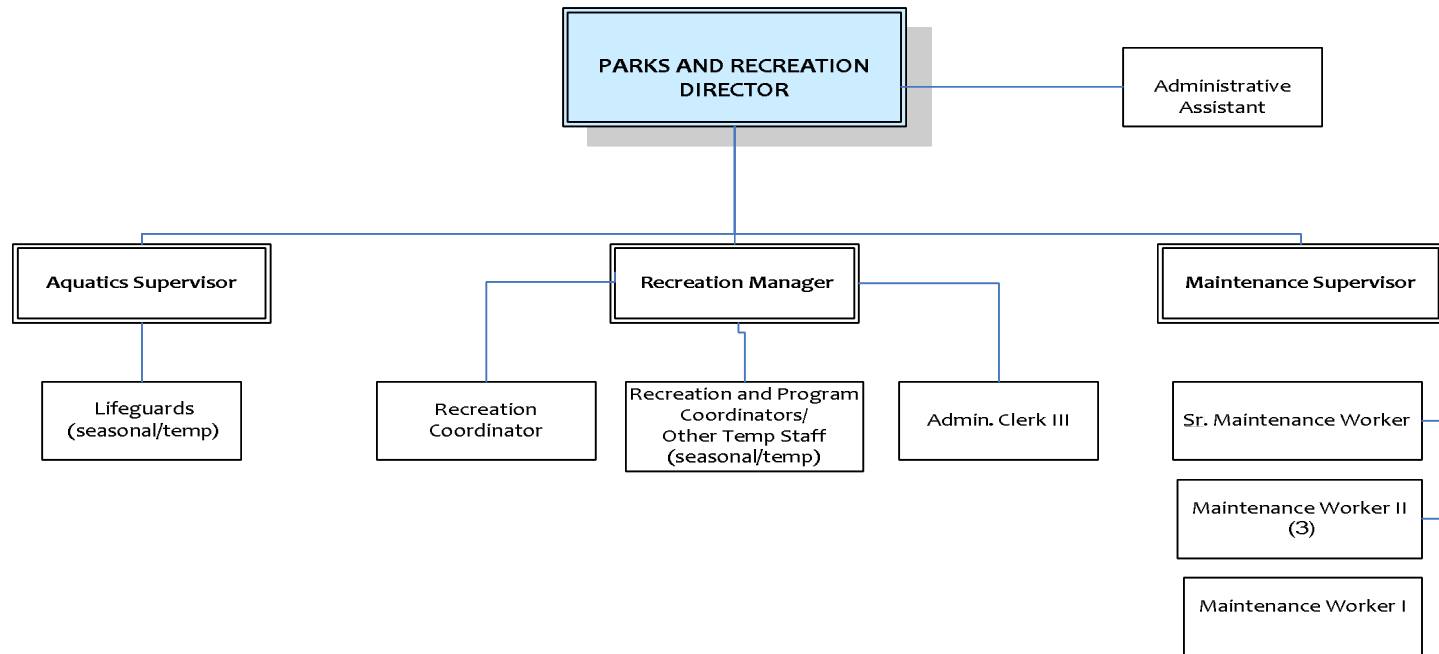 PARKS AND RECREATION
DIRECTOR
Administrative
Assistant
Aquatics Supervisor
Recreation Manager
Maintenance Supervisor
Lifeguards
(seasonal/temp)
Recreation
Coordinator
Recreation and Program
Coordinators/
Other Temp Staff
(seasonal/temp)
Admin. Clerk III
Sr. Maintenance Worker
Maintenance Worker II
(3)
Maintenance Worker I